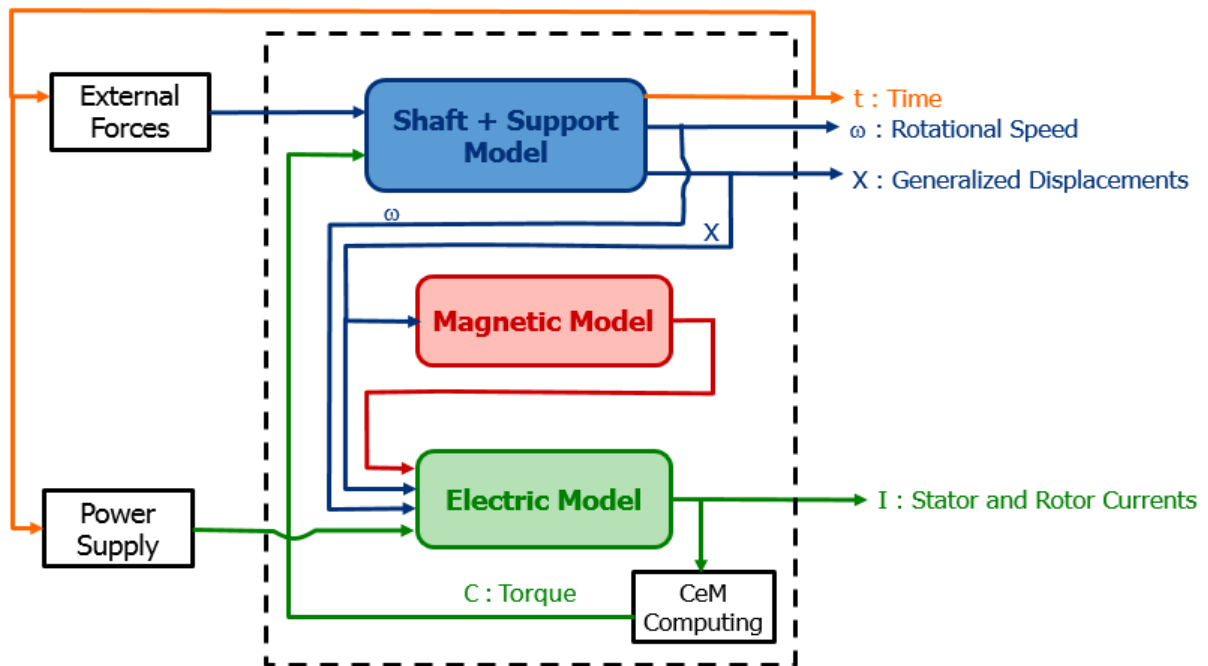 External
Forces
Shaft + Support
Model
t : Time
ω : Rotational Speed
X : Generalized Displacements
ω
X
Magnetic Model
Power
Supply
Electric Model
I : Stator and Rotor Currents
C : Torque
CeM
Computing